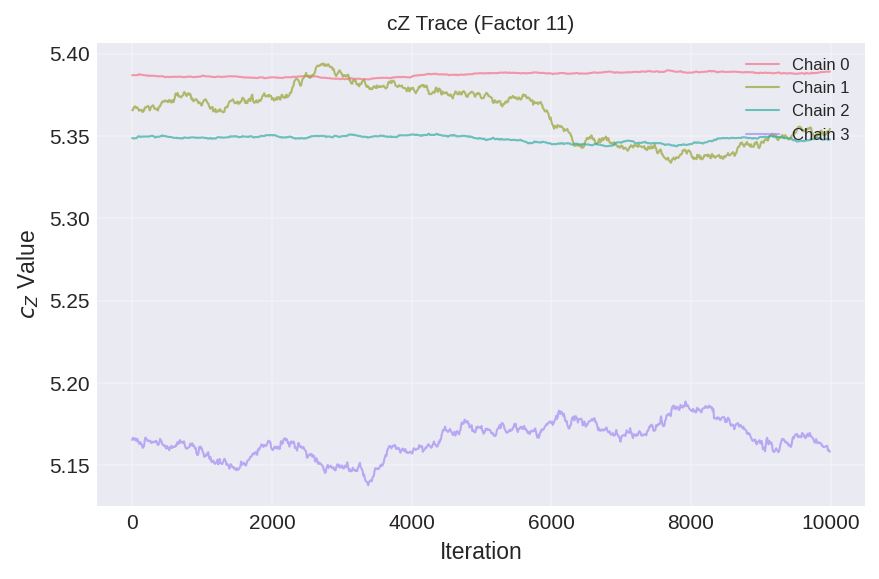 cZ Trace (Factor 11)
5.40
5.35
5.30
5.25
5.20
5.15
c_Z Value
Chain 0
Chain 1
Chain 2
Chain 3
0
2000
4000
6000
8000
10000
Iteration